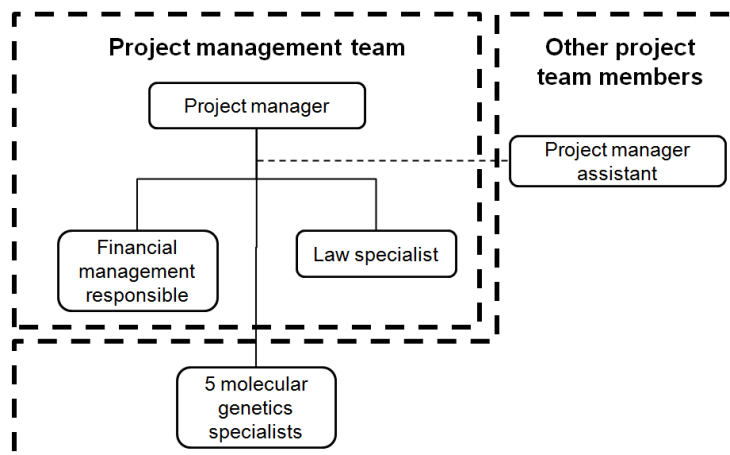 Project management team
Other project
team members
Project manager
Project manager
assistant
Financial
management
responsible
Law specialist
5 molecular
genetics
specialists